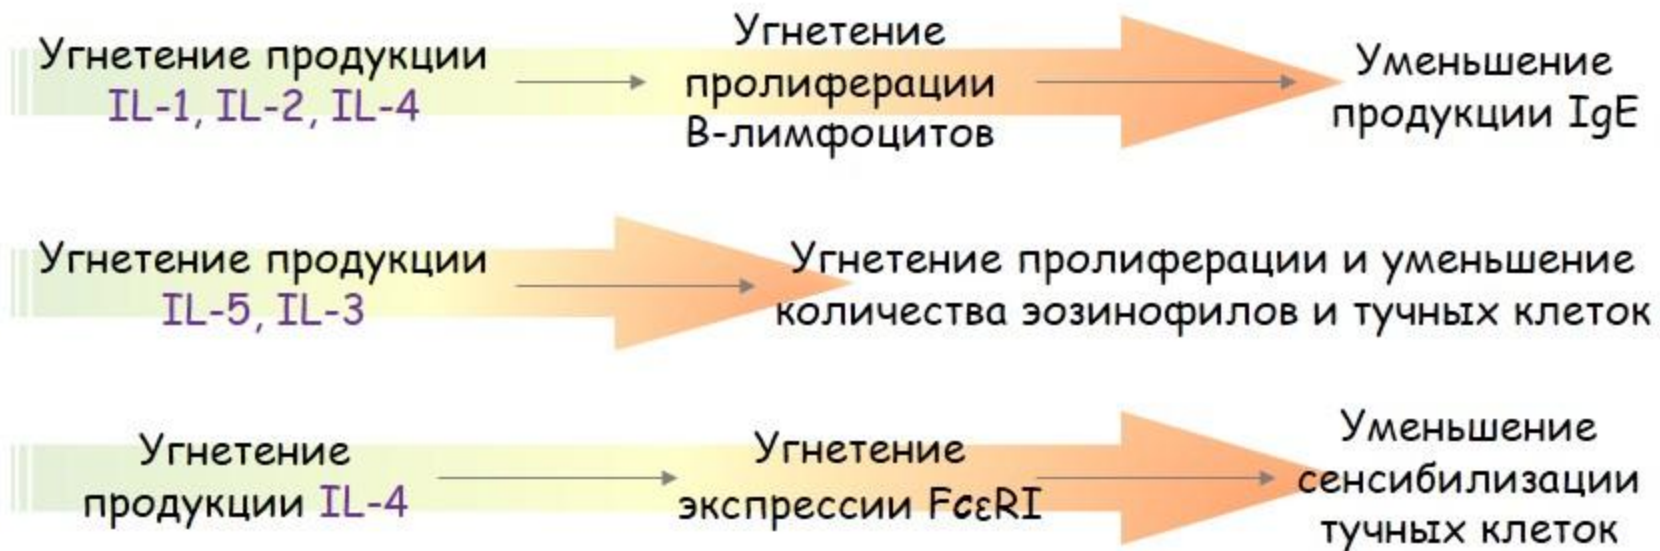 Угнетение продукции
IL-1, IL-2, IL-4
Угнетение
пролиферации
В-лимфоцитов
Уменьшение
продукции IgE
Угнетение продукции
IL-5, IL-3
Угнетение пролиферации и уменьшение
количества эозинофилов и тучных клеток
Угнетение
продукции IL-4
Угнетение
экспрессии FcεRI
Уменьшение
сенсибилизации
тучных клеток